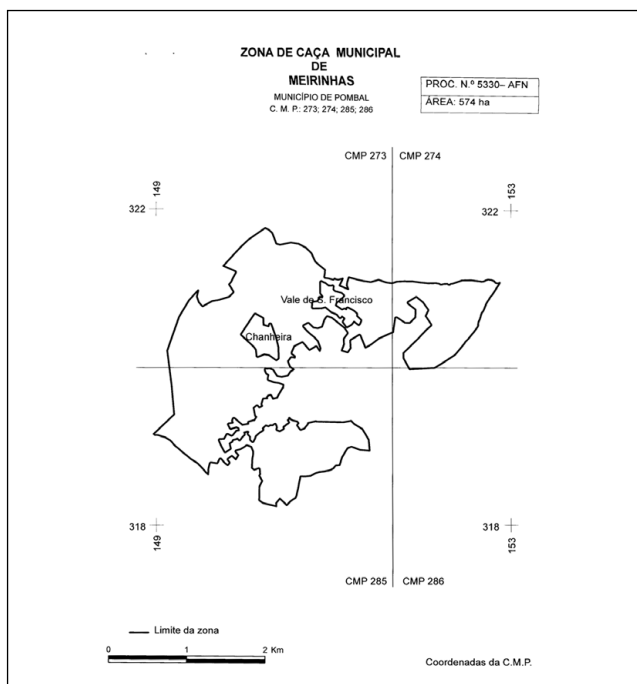 ZONA DE CAÇA MUNICIPAL
DE
MEIRINHAS
MUNICÍPIO DE POMBAL
C. M. P.: 273; 274; 285; 286
PROC. N.º 5330– AFN
ÁREA: 574 ha
CMP 273
CMP 274
149
153
322
322
Vale de S. Francisco
Chanheira
318
318
149
153
CMP 285
CMP 286
Limite da zona
0 1 2 Km
Coordenadas da C.M.P.